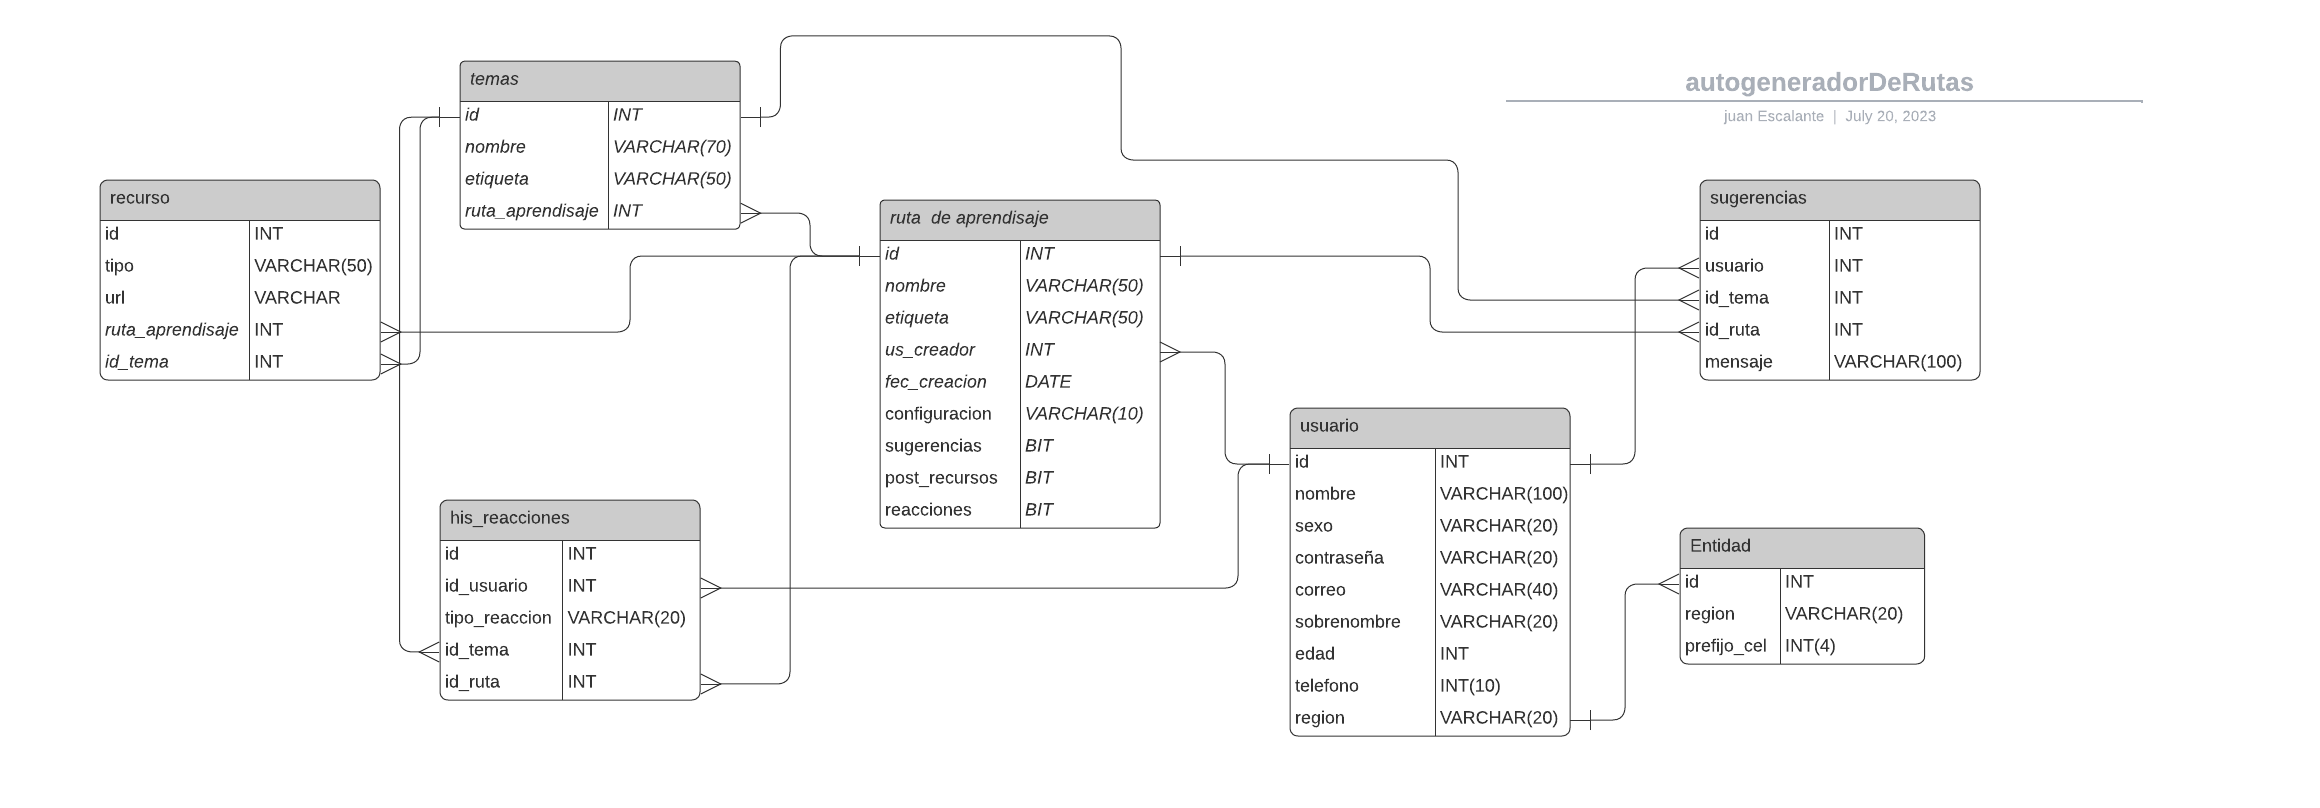 autogeneradorDeRutas
juan Escalante | July 20, 2023
temas
id INT
nombre VARCHAR(70)
etiqueta VARCHAR(50)
ruta_aprendisaje INT
recurso
id INT
tipo VARCHAR(50)
url VARCHAR
ruta_aprendisaje INT
id_tema INT
ruta de aprendisaje
id INT
nombre VARCHAR(50)
etiqueta VARCHAR(50)
us_creador INT
fec_creacion DATE
configuracion VARCHAR(10)
sugerencias BIT
post_recursos BIT
reacciones BIT
sugerencias
id INT
usuario INT
id_tema INT
id_ruta INT
mensaje VARCHAR(100)
usuario
id INT
nombre VARCHAR(100)
sexo VARCHAR(20)
contraseña VARCHAR(20)
correo VARCHAR(40)
sobrenombre VARCHAR(20)
edad INT
telefono INT(10)
region VARCHAR(20)
his_reacciones
id INT
id_usuario INT
tipo_reaccion VARCHAR(20)
id_tema INT
id_ruta INT
Entidad
id INT
region VARCHAR(20)
prefijo_cel INT(4)